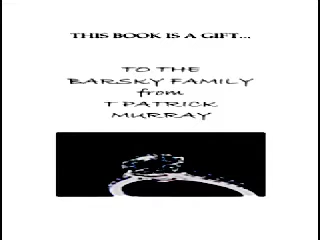 THIS BOOK IS A GIFT...
TO THE
BARSKY FAMILY
from
T PATRICK
MURRAY